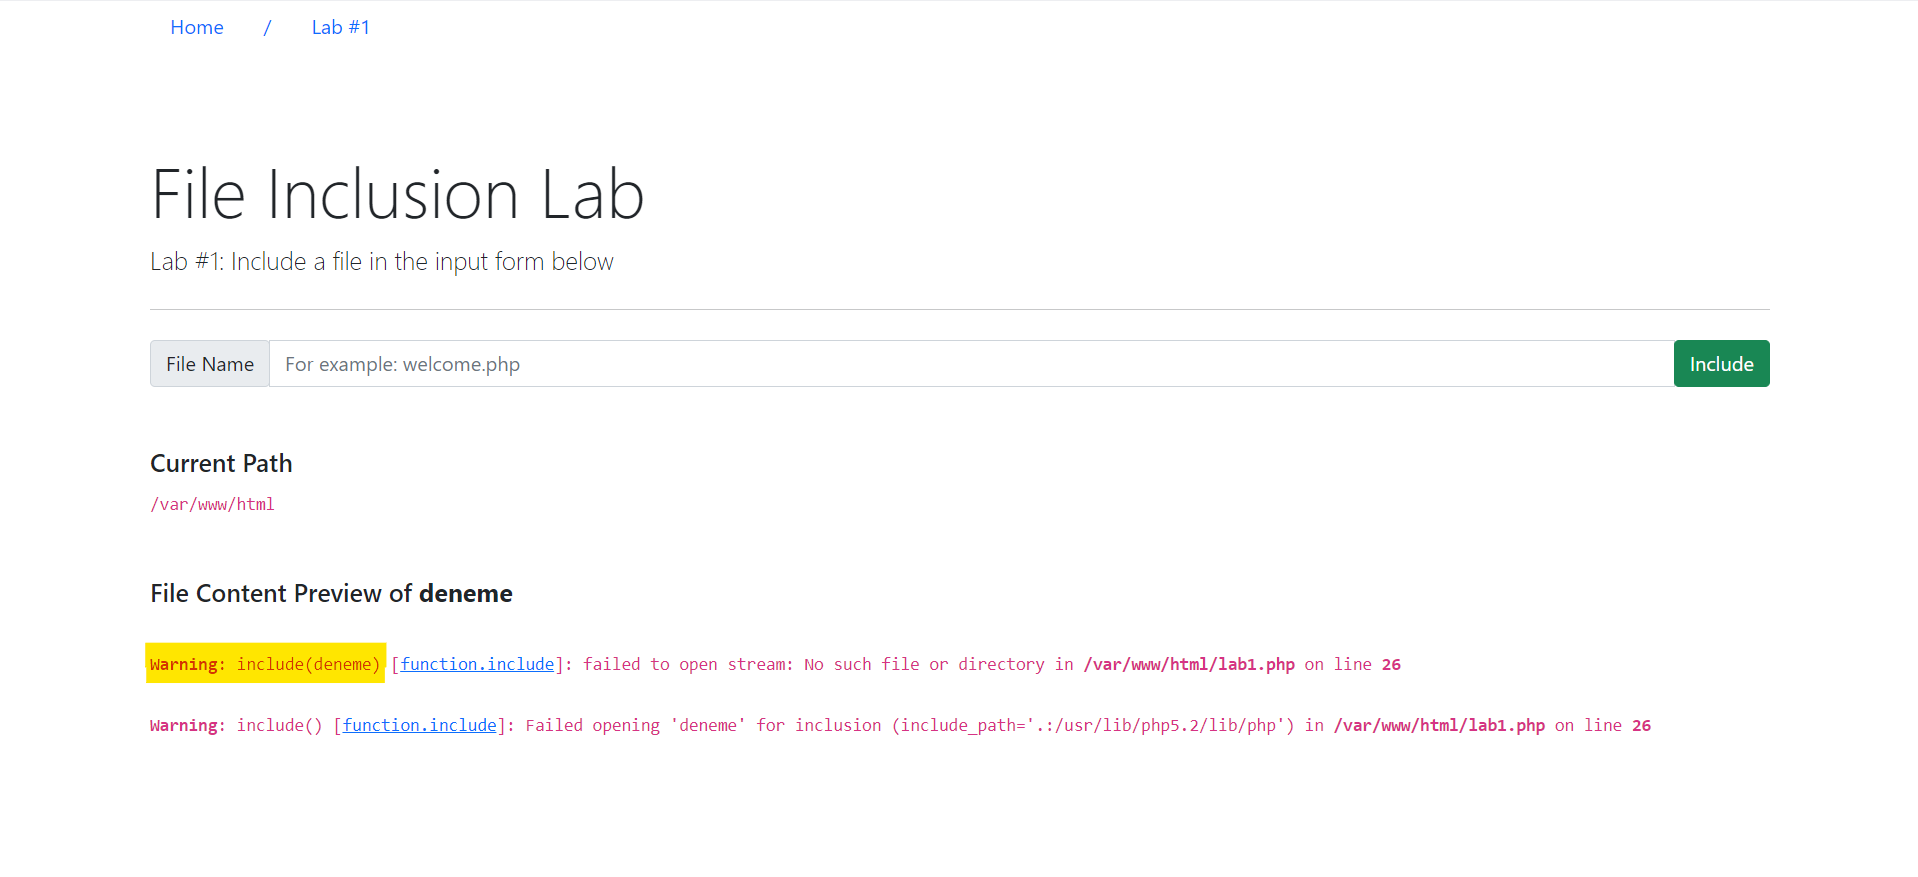 Home / Lab #1
File Inclusion Lab
Lab #1: Include a file in the input form below
File Name For example: welcome.php Include
Current Path
/var/www/html
File Content Preview of deneme
Warning: include(deneme) [function.include]: failed to open stream: No such file or directory in /var/www/html/lab1.php on line 26
Warning: include() [function.include]: Failed opening 'deneme' for inclusion (include_path='.:/usr/lib/php5.2/lib/php') in /var/www/html/lab1.php on line 26